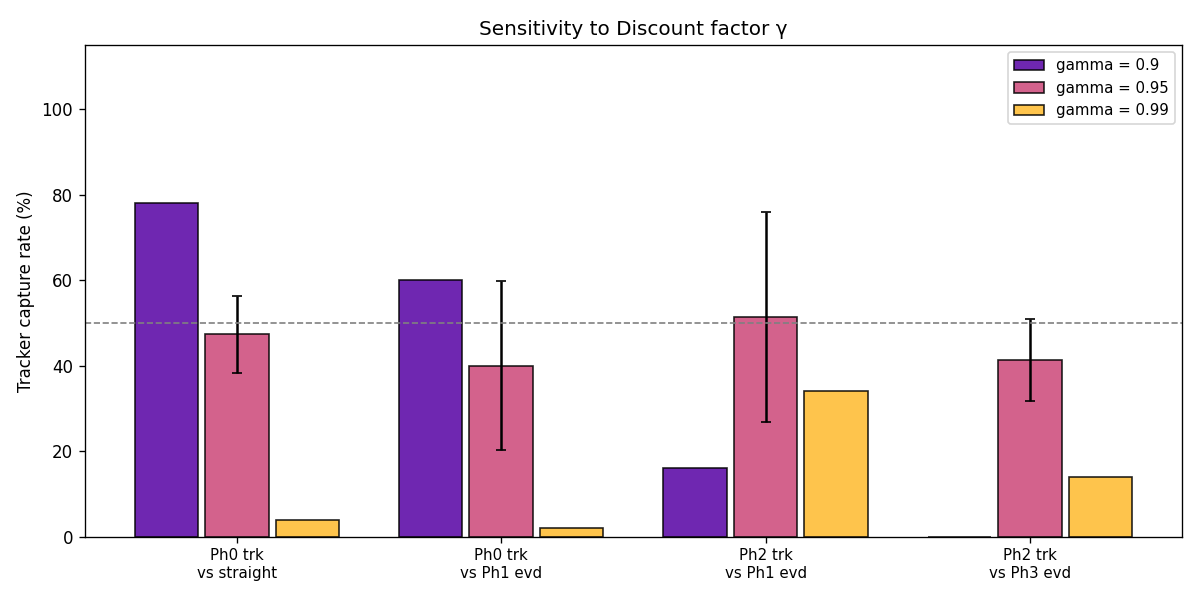 Sensitivity to Discount factor γ
gamma = 0.9
gamma = 0.95
gamma = 0.99
Tracker capture rate (%)
100
80
60
40
20
0
Ph0 trk
vs straight
Ph0 trk
vs Ph1 evd
Ph2 trk
vs Ph1 evd
Ph2 trk
vs Ph3 evd